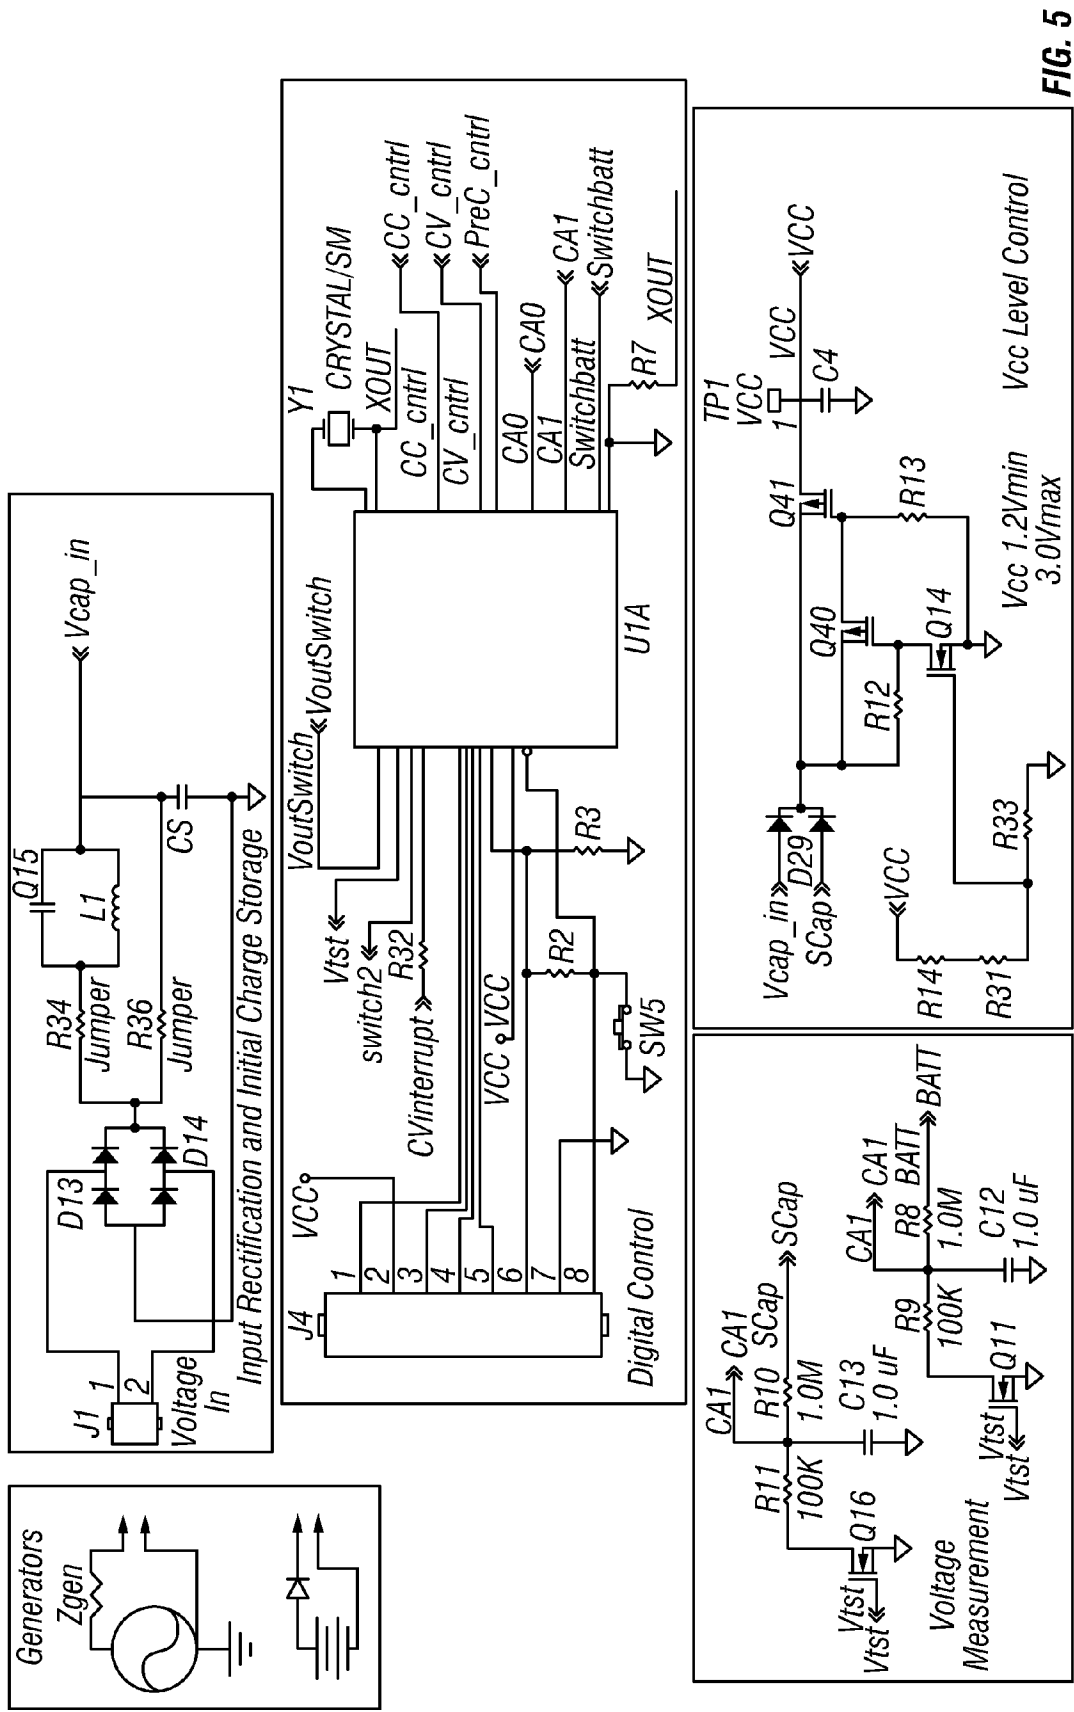 Generators
Zgen
J1
1
2
Voltage
In
D13
D14
R34
Jumper
R36
Jumper
Q15
L1
CS
Vcap_in
Input Rectification and Initial Charge Storage
J4
1
2
3
4
5
6
7
8
VCC
Digital Control
VoutSwitch
VoutSwitch
Vtst
switch2
R32
CVinterrupt
VCC
VCC
R2
R3
SW5
U1A
Y1
CRYSTAL/SM
XOUT
CC_cntrl
CC_cntrl
CV_cntrl
CV_cntrl
PreC_cntrl
CA0
CA0
CA1
CA1
Switchbatt
Switchbatt
R7
XOUT
CA1
CA1
SCap
SCap
R11
100K
R10
1.0M
C13
1.0 uF
Q16
Vtst
Vtst
CA1
CA1
BATT
BATT
R9
100K
R8
1.0M
C12
1.0 uF
Q11
Vtst
Vtst
Voltage
Measurement
Vcap_in
D29
SCap
VCC
R14
R31
R33
R12
Q40
Q14
Q41
R13
TP1
VCC
1
C4
VCC
VCC
Vcc 1.2Vmin
3.0Vmax
Vcc Level Control
FIG. 5